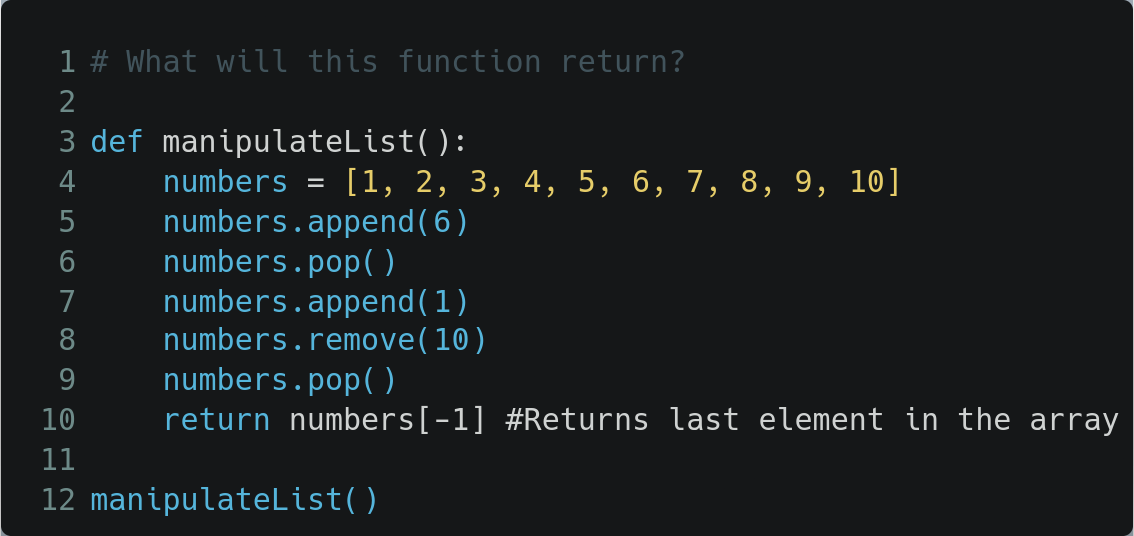 1 # What will this function return?
2
3 def manipulateList():
4     numbers = [1, 2, 3, 4, 5, 6, 7, 8, 9, 10]
5     numbers.append(6)
6     numbers.pop()
7     numbers.append(1)
8     numbers.remove(10)
9     numbers.pop()
10     return numbers[-1] #Returns last element in the array
11
12 manipulateList()